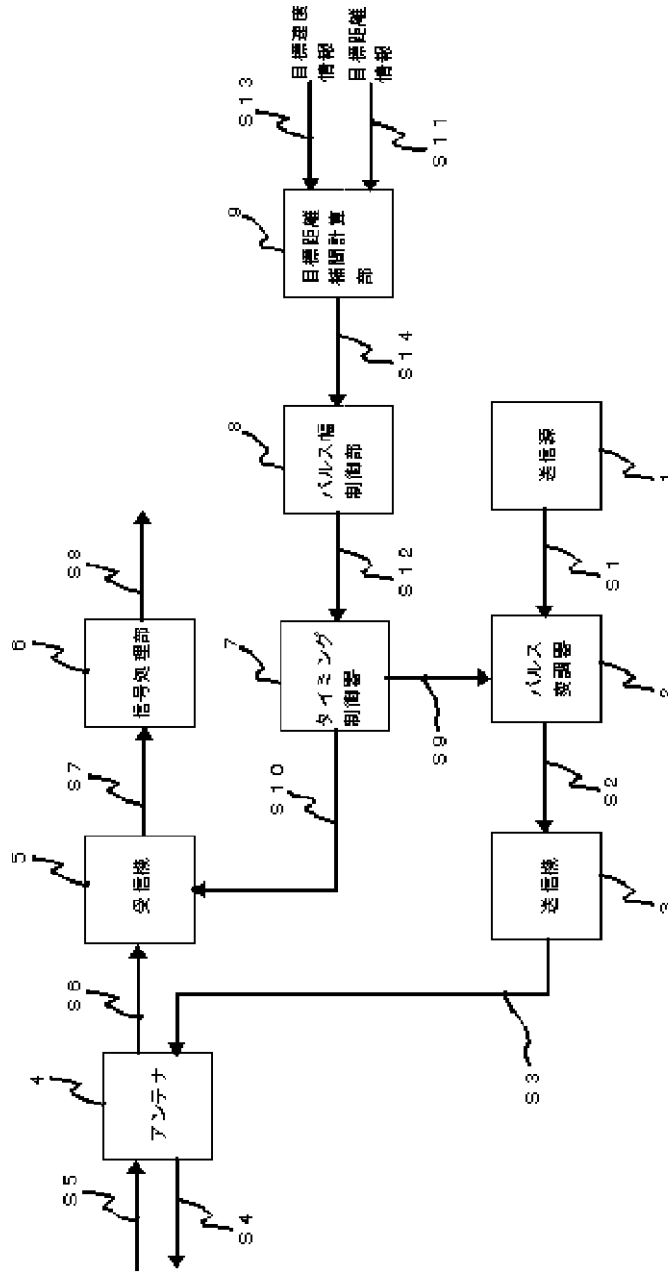 S5
S4
4
アンテナ
S6
5
受信機
S7
6
信号処理部
S8
S10
7
タイミング
制御器
S12
8
パルス幅
制御部
S14
9
目標距離
補間計算
部
S13
目標速度
情報
目標距離
情報
S11
S9
S3
送信機
3
S2
パルス
変調器
2
S1
送信源
1